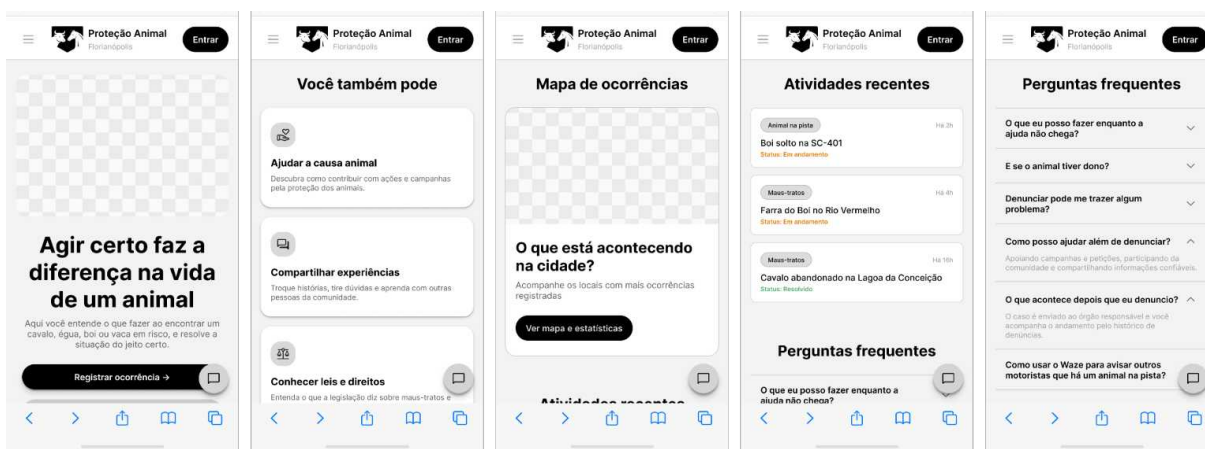 Proteção Animal
Florianópolis
Entrar
Agir certo faz a
diferença na vida
de um animal
Aqui você entende o que fazer ao encontrar um
cavalo, égua, boi ou vaca em risco, e resolve a
situação do jeito certo.
Registrar ocorrência →
Proteção Animal
Florianópolis
Entrar
Você também pode
Ajudar a causa animal
Descubra como contribuir com ações e campanhas
pela proteção dos animais.
Compartilhar experiências
Troque histórias, tire dúvidas e aprenda com outras
pessoas da comunidade.
Conhecer leis e direitos
Entenda o que a legislação diz sobre maus-tratos e
Proteção Animal
Florianópolis
Entrar
Mapa de ocorrências
O que está acontecendo
na cidade?
Acompanhe os locais com mais ocorrências
registradas
Ver mapa e estatísticas
Atividades recentes
Proteção Animal
Florianópolis
Entrar
Atividades recentes
Animal na pista
Há 2h
Boi solto na SC-401
Status: Em andamento
Maus-tratos
Há 4h
Farra do Boi no Rio Vermelho
Status: Em andamento
Maus-tratos
Há 16h
Cavalo abandonado na Lagoa da Conceição
Status: Resolvido
Perguntas frequentes
O que eu posso fazer enquanto a
ajuda não chega?
Proteção Animal
Florianópolis
Entrar
Perguntas frequentes
O que eu posso fazer enquanto a
ajuda não chega?
E se o animal tiver dono?
Denunciar pode me trazer algum
problema?
Como posso ajudar além de denunciar?
Apoiando campanhas e petições, participando da
comunidade e compartilhando informações confiáveis.
O que acontece depois que eu denuncio?
O caso é enviado ao órgão responsável e você
acompanha o andamento pelo histórico de
denúncias.
Como usar o Waze para avisar outros
motoristas que há um animal na pista?